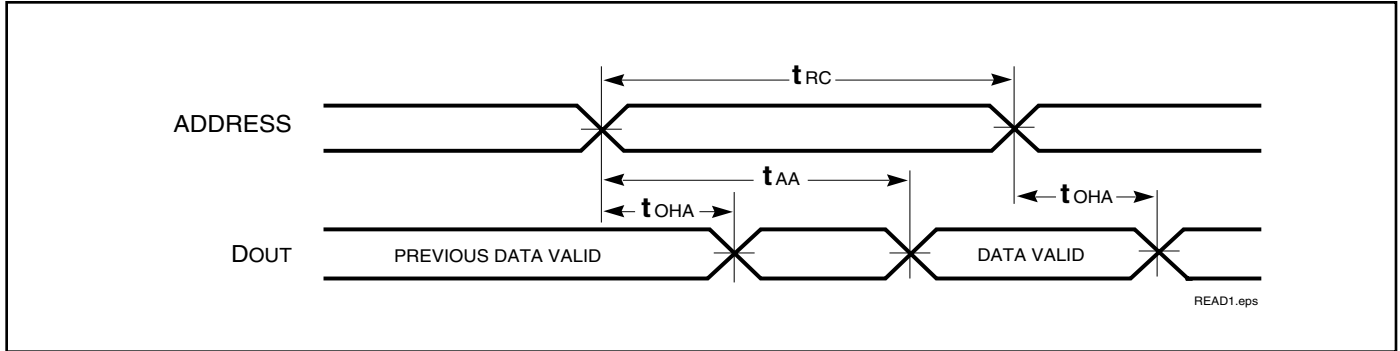 tRC
ADDRESS
tAA
tOHA
tOHA
DOUT
PREVIOUS DATA VALID
DATA VALID
READ1.eps